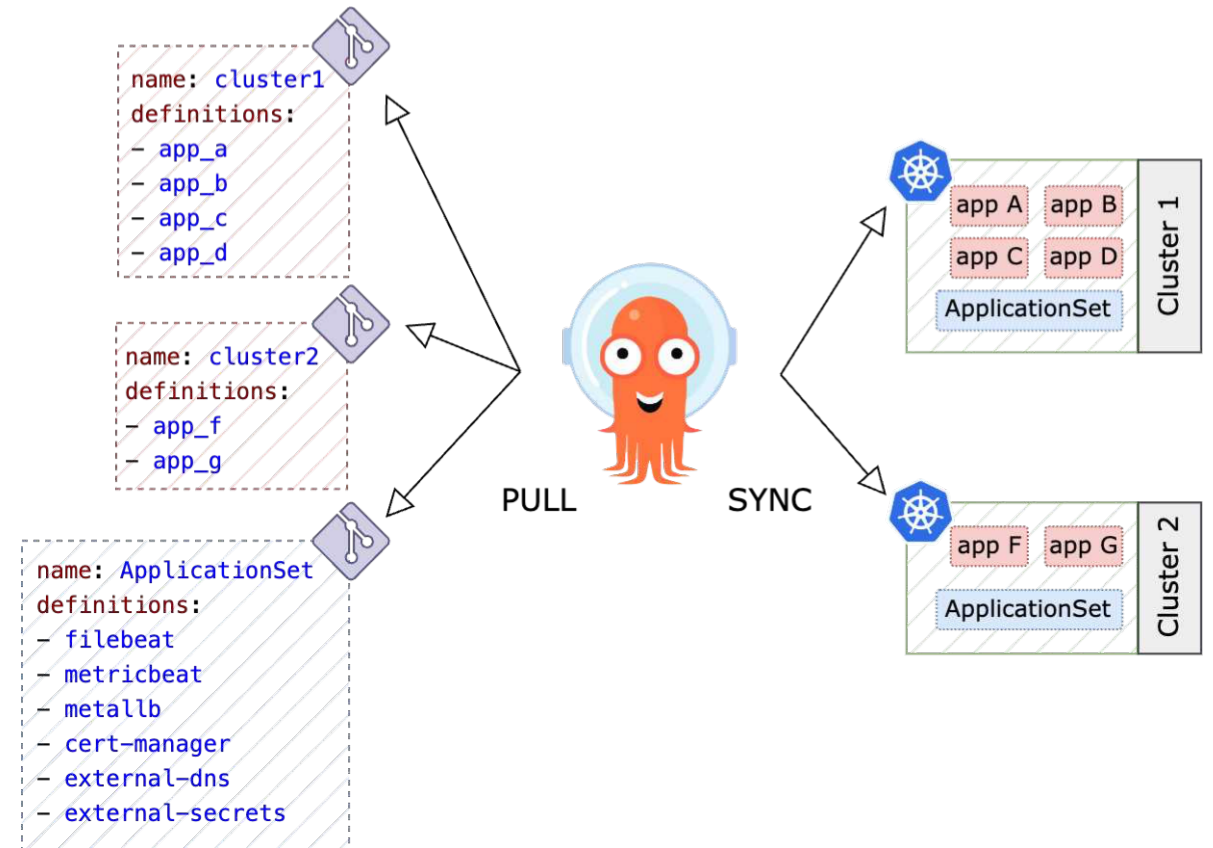 name: cluster1
definitions:
- app_a
- app_b
- app_c
- app_d
name: cluster2
definitions:
- app_f
- app_g
name: ApplicationSet
definitions:
- filebeat
- metricbeat
- metallb
- cert-manager
- external-dns
- external-secrets
PULL
SYNC
app A
app B
app C
app D
ApplicationSet
Cluster 1
app F
app G
ApplicationSet
Cluster 2